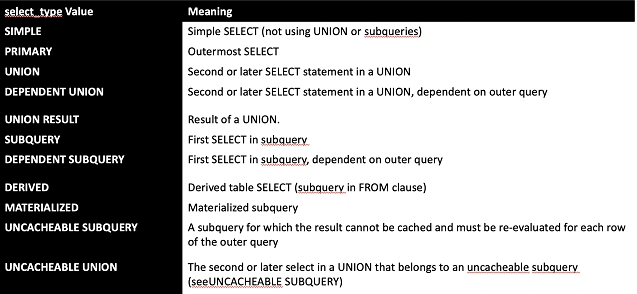 select_type Value Meaning
SIMPLE Simple SELECT (not using UNION or subqueries)
PRIMARY Outermost SELECT
UNION Second or later SELECT statement in a UNION
DEPENDENT UNION Second or later SELECT statement in a UNION, dependent on outer query
UNION RESULT Result of a UNION.
SUBQUERY First SELECT in subquery
DEPENDENT SUBQUERY First SELECT in subquery, dependent on outer query
DERIVED Derived table SELECT (subquery in FROM clause)
MATERIALIZED Materialized subquery
UNCACHEABLE SUBQUERY A subquery for which the result cannot be cached and must be re-evaluated for each row
of the outer query
UNCACHEABLE UNION The second or later select in a UNION that belongs to an uncacheable subquery
(seeUNCACHEABLE SUBQUERY)